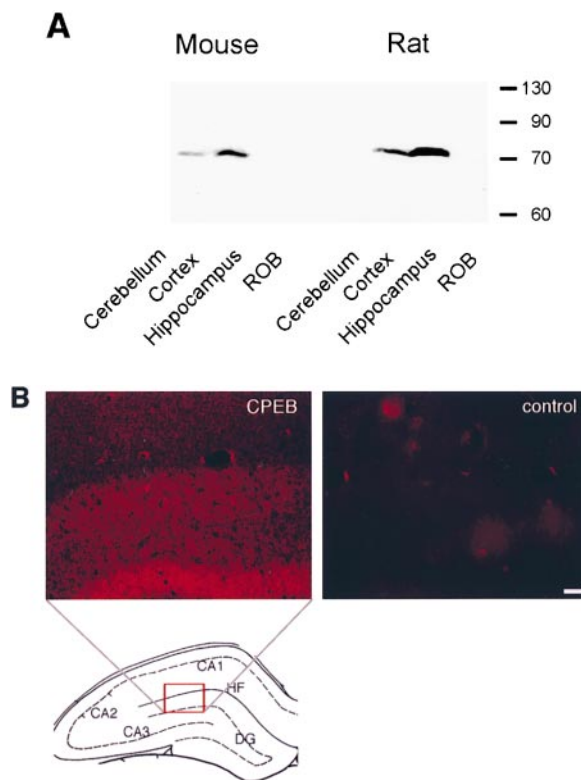 A
Mouse Rat
130
90
70
60
Cerebellum
Cortex
Hippocampus
ROB
Cerebellum
Cortex
Hippocampus
ROB
B
CPEB
control
CA1
HF
CA2
CA3
DG